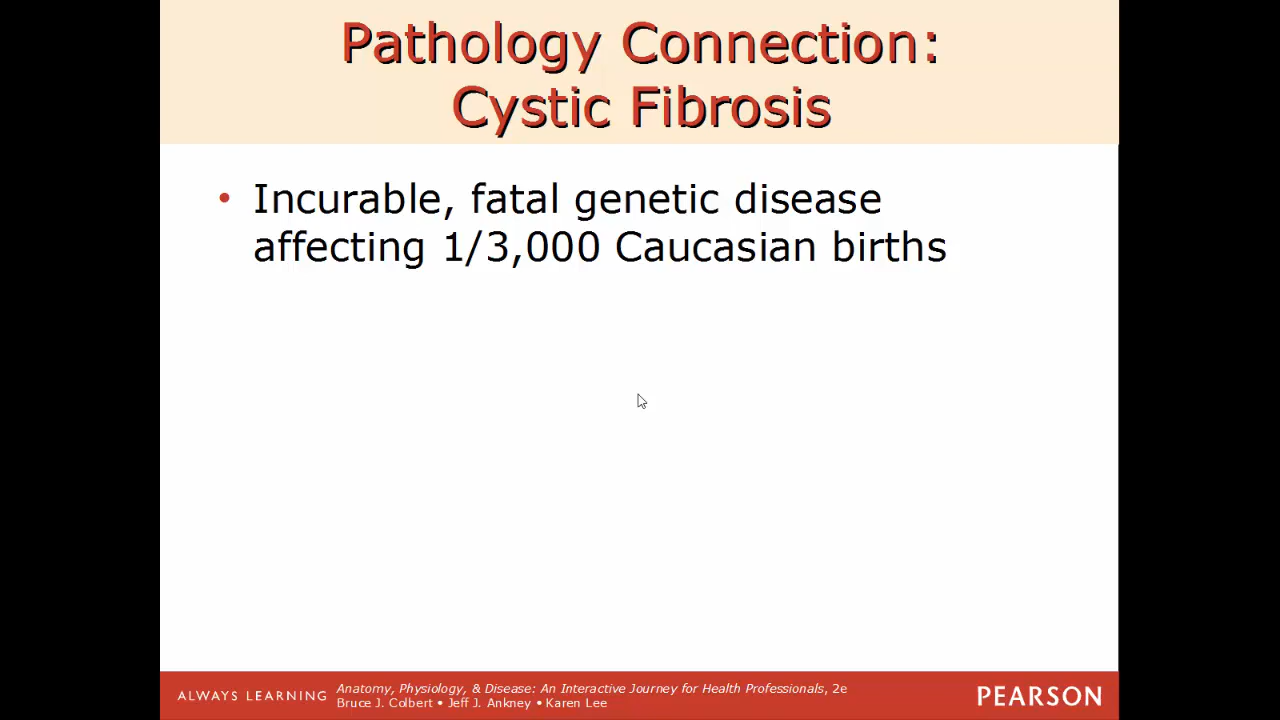 Pathology Connection:
Cystic Fibrosis
• Incurable, fatal genetic disease
affecting 1/3,000 Caucasian births
ALWAYS LEARNING
Anatomy, Physiology, & Disease: An Interactive Journey for Health Professionals, 2e
Bruce J. Colbert • Jeff J. Ankney • Karen Lee
PEARSON